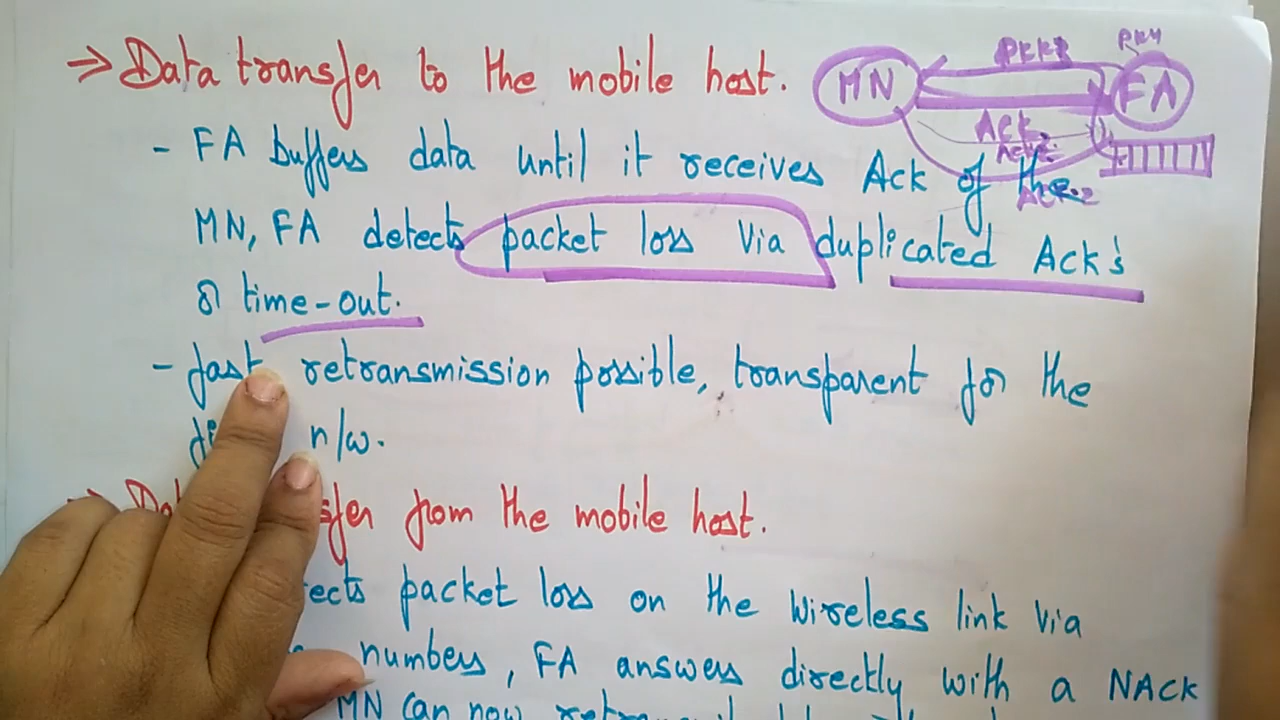 → Data transfer to the mobile host.
MN FA
Ack
- FA buffers data until it receives Ack of the
MN, FA detects packet loss via duplicated Ack's
or time-out.
- fast retransmission possible, transparent for the
n/w.
from the mobile host.
packet loss on the wireless link via
numbers, FA answers directly with a NACK
MN can now